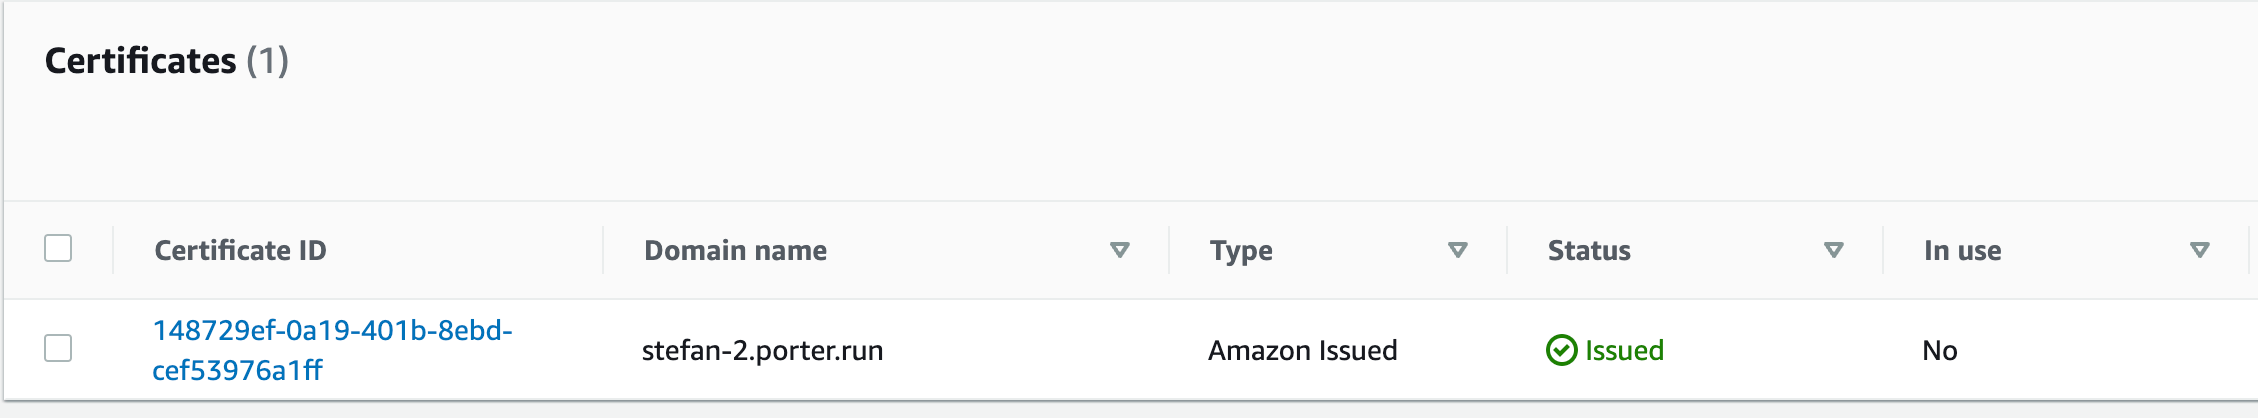 Certificates (1)
Certificate ID Domain name Type Status In use
148729ef-0a19-401b-8ebd-
cef53976a1ff
stefan-2.porter.run Amazon Issued Issued No